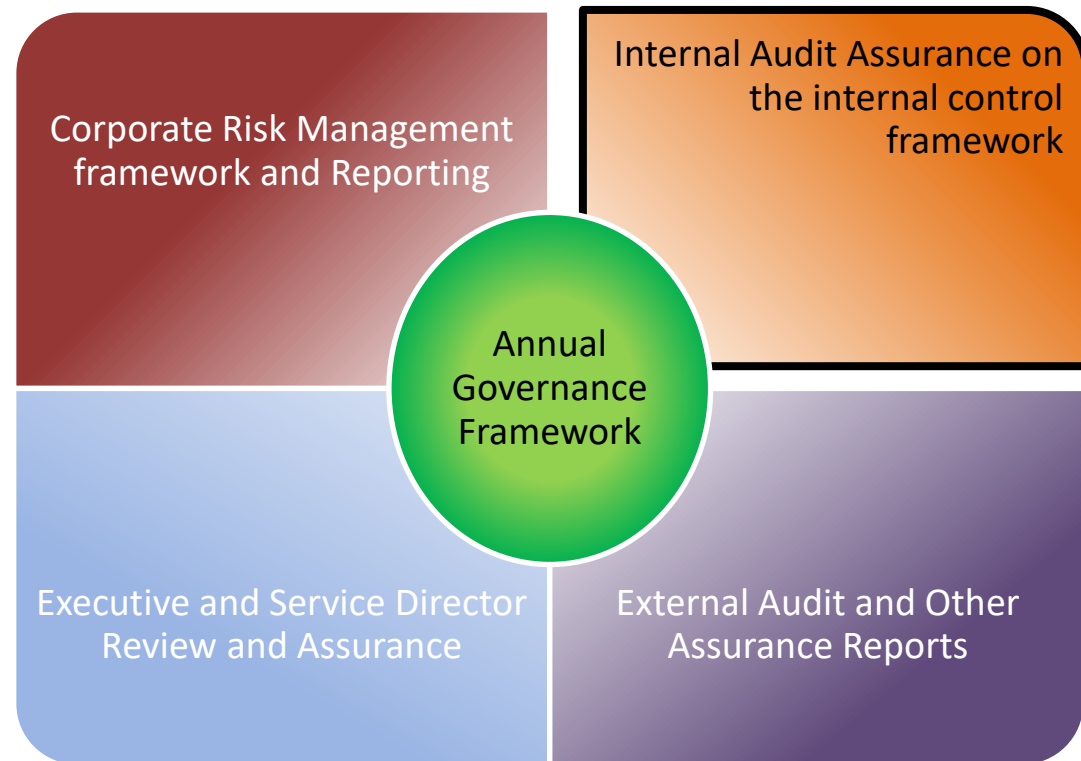 Corporate Risk Management
framework and Reporting
Internal Audit Assurance on
the internal control
framework
Annual
Governance
Framework
Executive and Service Director
Review and Assurance
External Audit and Other
Assurance Reports